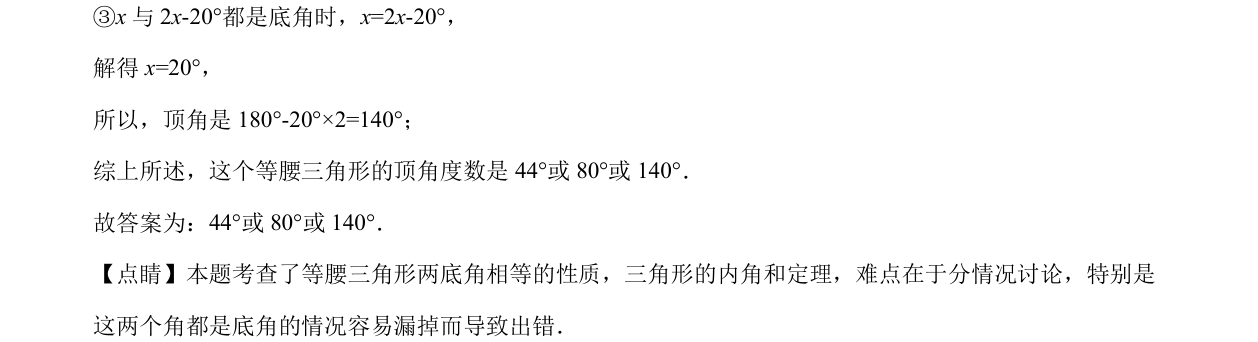 ③x 与 2x-20°都是底角时，x=2x-20°，
解得 x=20°，
所以，顶角是 180°-20°×2=140°；
综上所述，这个等腰三角形的顶角度数是 44°或 80°或 140°．
故答案为：44°或 80°或 140°．
【点睛】本题考查了等腰三角形两底角相等的性质，三角形的内角和定理，难点在于分情况讨论，特别是
这两个角都是底角的情况容易漏掉而导致出错．